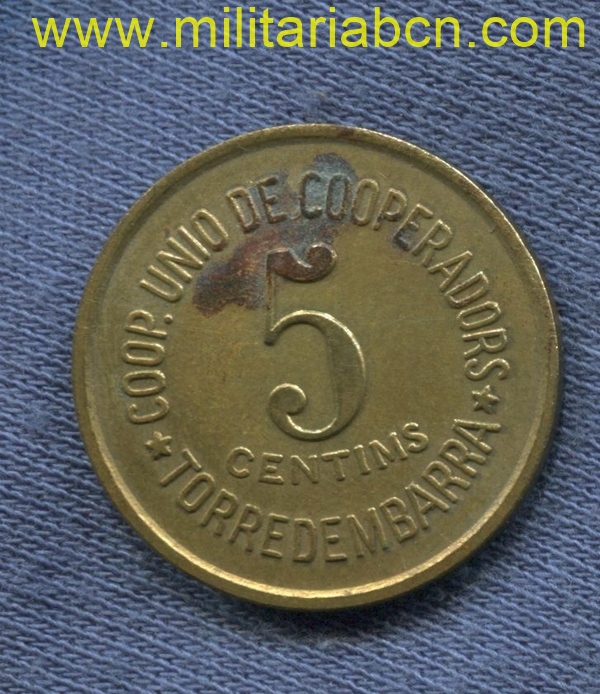 www.militariabcn.com
COOP. UNIO DE COOPERADORS
5
CENTIMS
★ TORREDEMBARRA ★